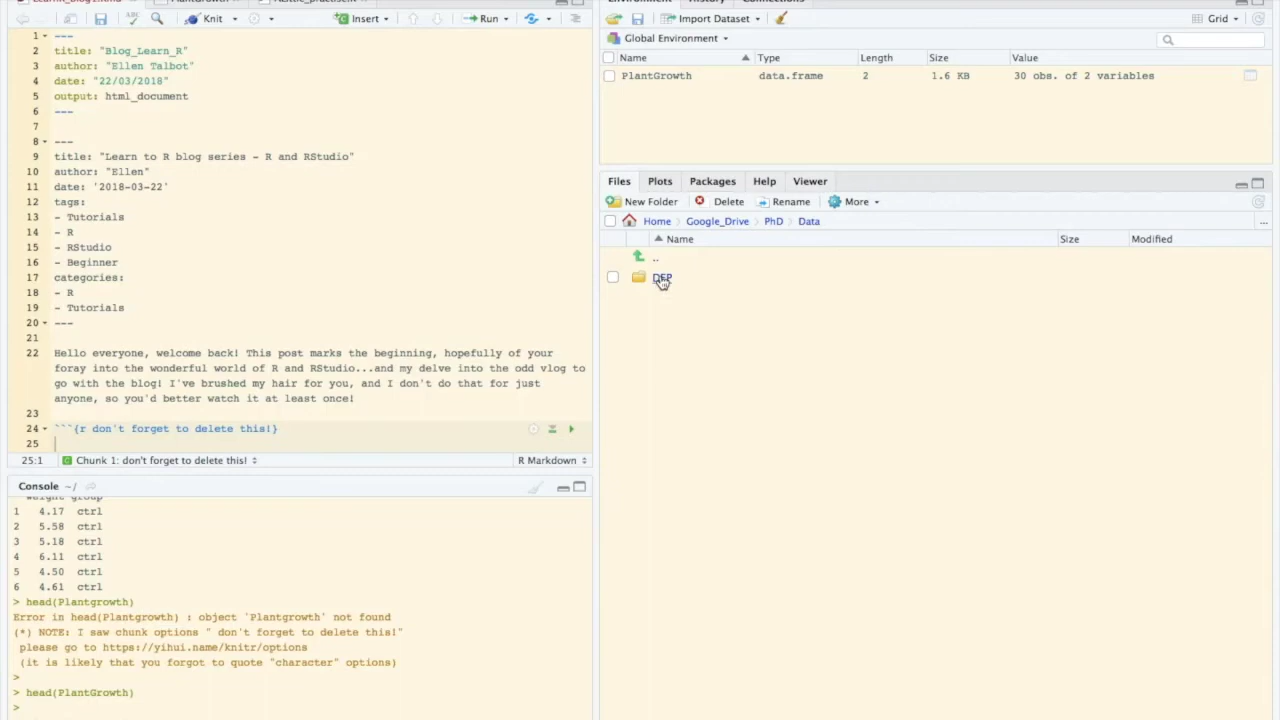 Knit
Insert
Run
1 ---
2 title: "Blog_Learn_R"
3 author: "Ellen Talbot"
4 date: "22/03/2018"
5 output: html_document
6 ---
7
8 ---
9 title: "Learn to R blog series - R and RStudio"
10 author: "Ellen"
11 date: '2018-03-22'
12 tags:
13 - Tutorials
14 - R
15 - RStudio
16 - Beginner
17 categories:
18 - R
19 - Tutorials
20 ---
21
22 Hello everyone, welcome back! This post marks the beginning, hopefully of your
foray into the wonderful world of R and RStudio...and my delve into the odd vlog to
go with the blog! I've brushed my hair for you, and I don't do that for just
anyone, so you'd better watch it at least once!
23
24 ```{r don't forget to delete this!}
25
25:1 Chunk 1: don't forget to delete this! R Markdown
Console ~/
weight group
1 4.17 ctrl
2 5.58 ctrl
3 5.18 ctrl
4 6.11 ctrl
5 4.50 ctrl
6 4.61 ctrl
> head(Plantgrowth)
Error in head(Plantgrowth) : object 'Plantgrowth' not found
(*) NOTE: I saw chunk options " don't forget to delete this!"
please go to https://yihui.name/knitr/options
(it is likely that you forgot to quote "character" options)
>
> head(PlantGrowth)
>
Environment History Connections
Import Dataset Grid
Global Environment
Name Type Length Size Value
PlantGrowth data.frame 2 1.6 KB 30 obs. of 2 variables
Files Plots Packages Help Viewer
New Folder Delete Rename More
Home Google_Drive PhD Data ...
Name Size Modified
..